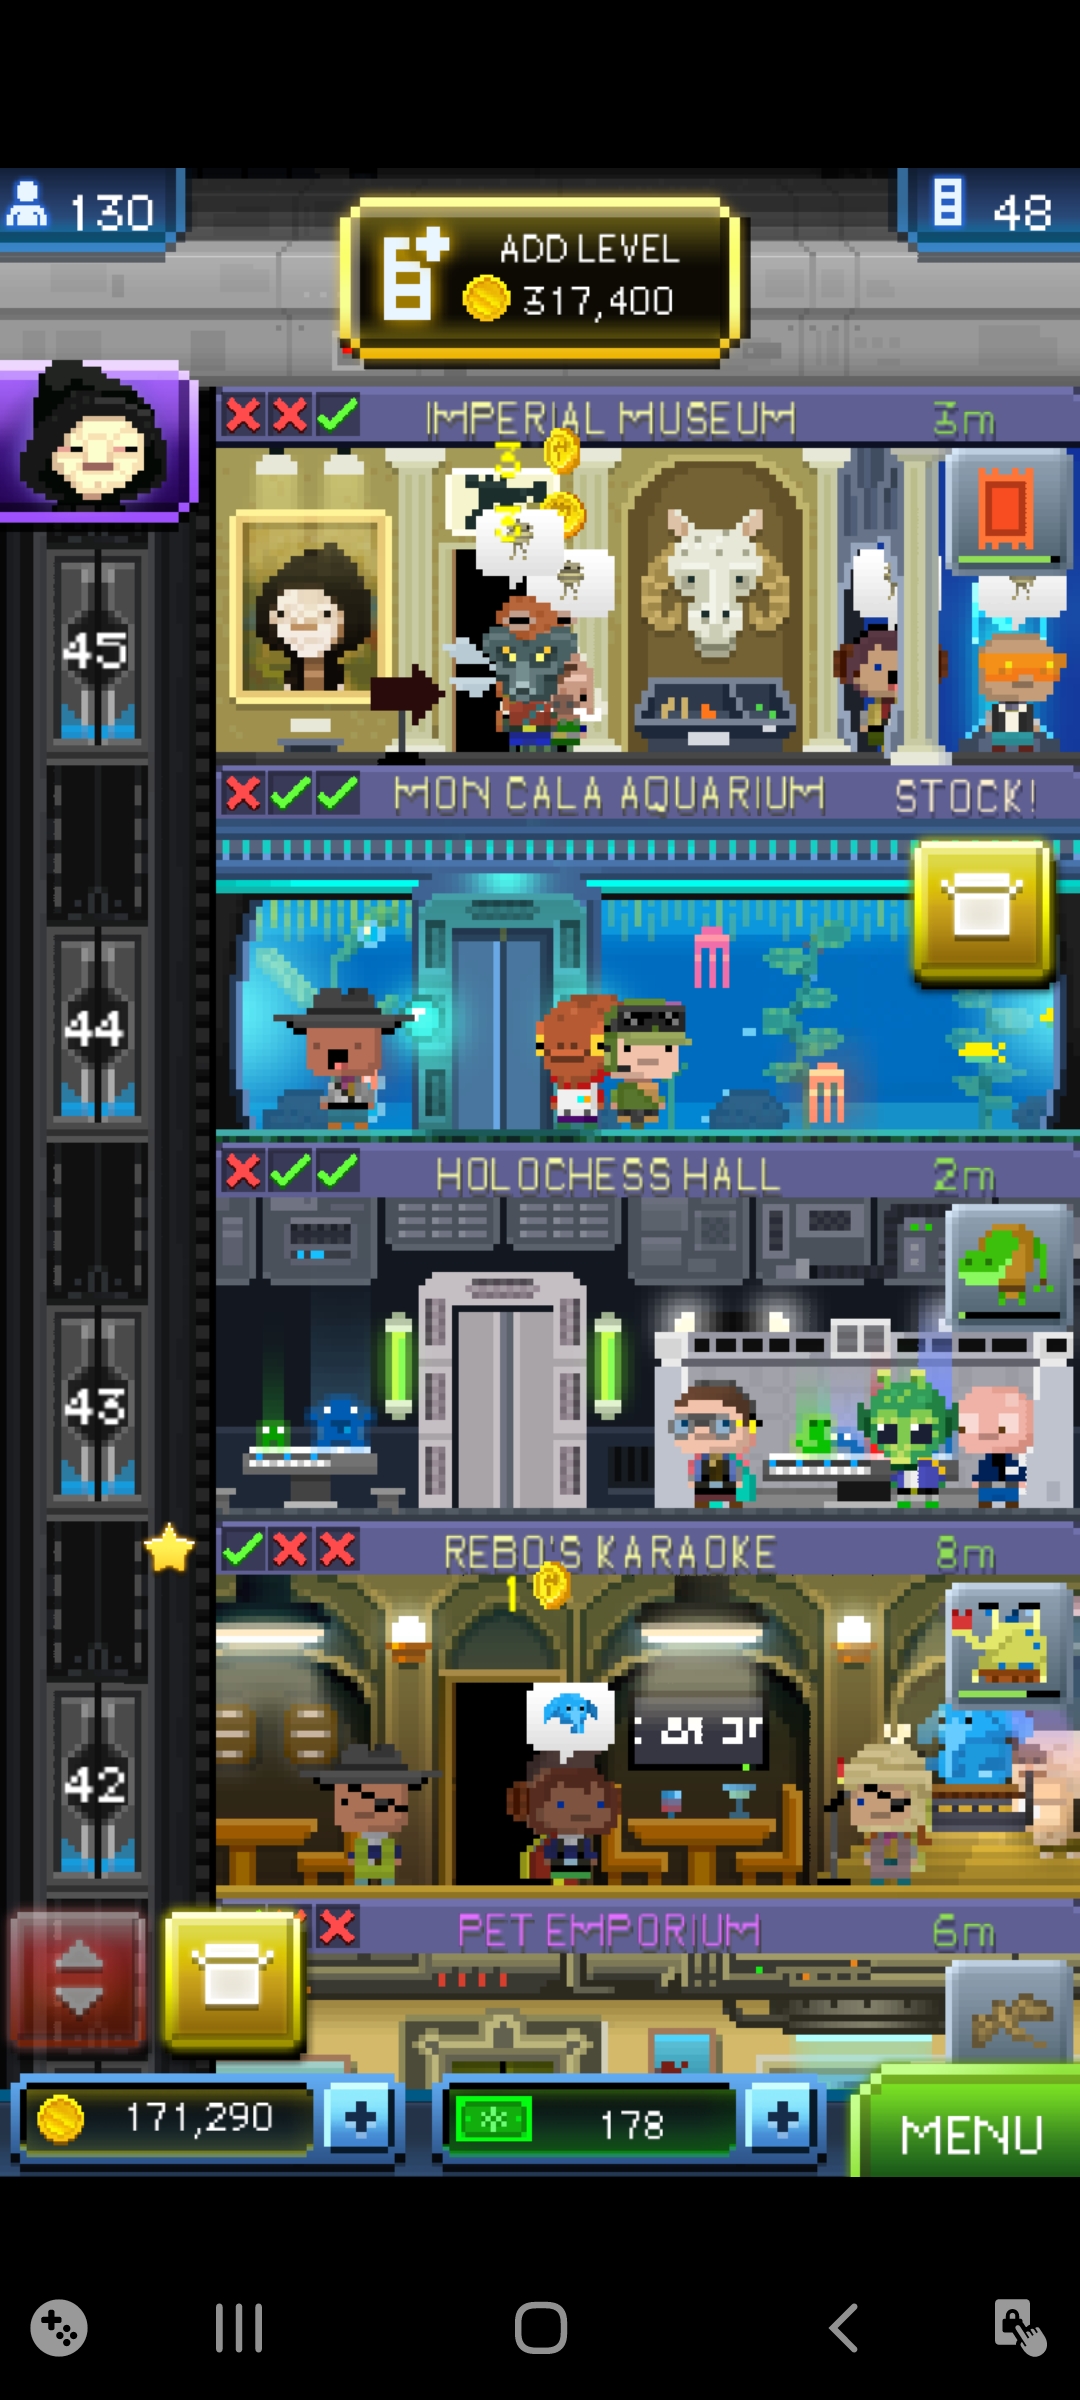 130
ADD LEVEL
317,400
48
IMPERIAL MUSEUM
3m
3
3
45
MON CALA AQUARIUM
STOCK!
44
HOLOCHESS HALL
2m
43
REBO'S KARAOKE
8m
1
42
PET EMPORIUM
6m
171,290
178
MENU